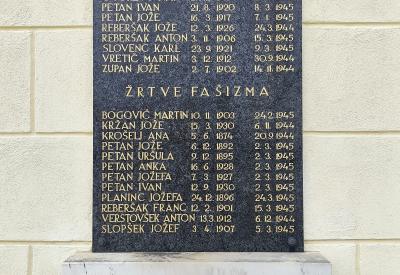 PETAN IVAN 21. 8. 1920 8. 3. 1945
PETAN JOŽE 16. 3. 1917 7. 1. 1945
REBERŠAK JOŽE 12. 3. 1926 24.3.1944
REBERŠAK ANTON 3. 11. 1906 15. 3. 1945
SLOVENC KARL 23. 9. 1921 9. 3. 1945
VRETIČ MARTIN 3. 12. 1912 30.9.1944
ZUPAN JOŽE 2. 7. 1902 14. 11. 1944
ŽRTVE FAŠIZMA
BOGOVIČ MARTIN 10. 11. 1903 24.2.1945
KRŽAN JOŽE 15. 3. 1930 6. 11. 1944
KROŠELJ ANA 5. 6. 1874 20.9.1944
PETAN JOŽE 6. 12. 1892 2. 3. 1945
PETAN URŠULA 9. 12. 1895 2. 3. 1945
PETAN ANKA 16. 6. 1928 2. 3. 1945
PETAN JOŽEFA 7. 3. 1927 2. 3. 1945
PETAN IVAN 12. 9. 1930 2. 3. 1945
PLANINC JOŽEFA 24. 12. 1896 24.3.1945
REBERŠAK FRANC 12. 2. 1901 15. 3. 1945
VERSTOVŠEK ANTON 13.3.1912 6. 12. 1944
SLOPŠEK JOŽEF 3. 4. 1907 5. 3. 1945